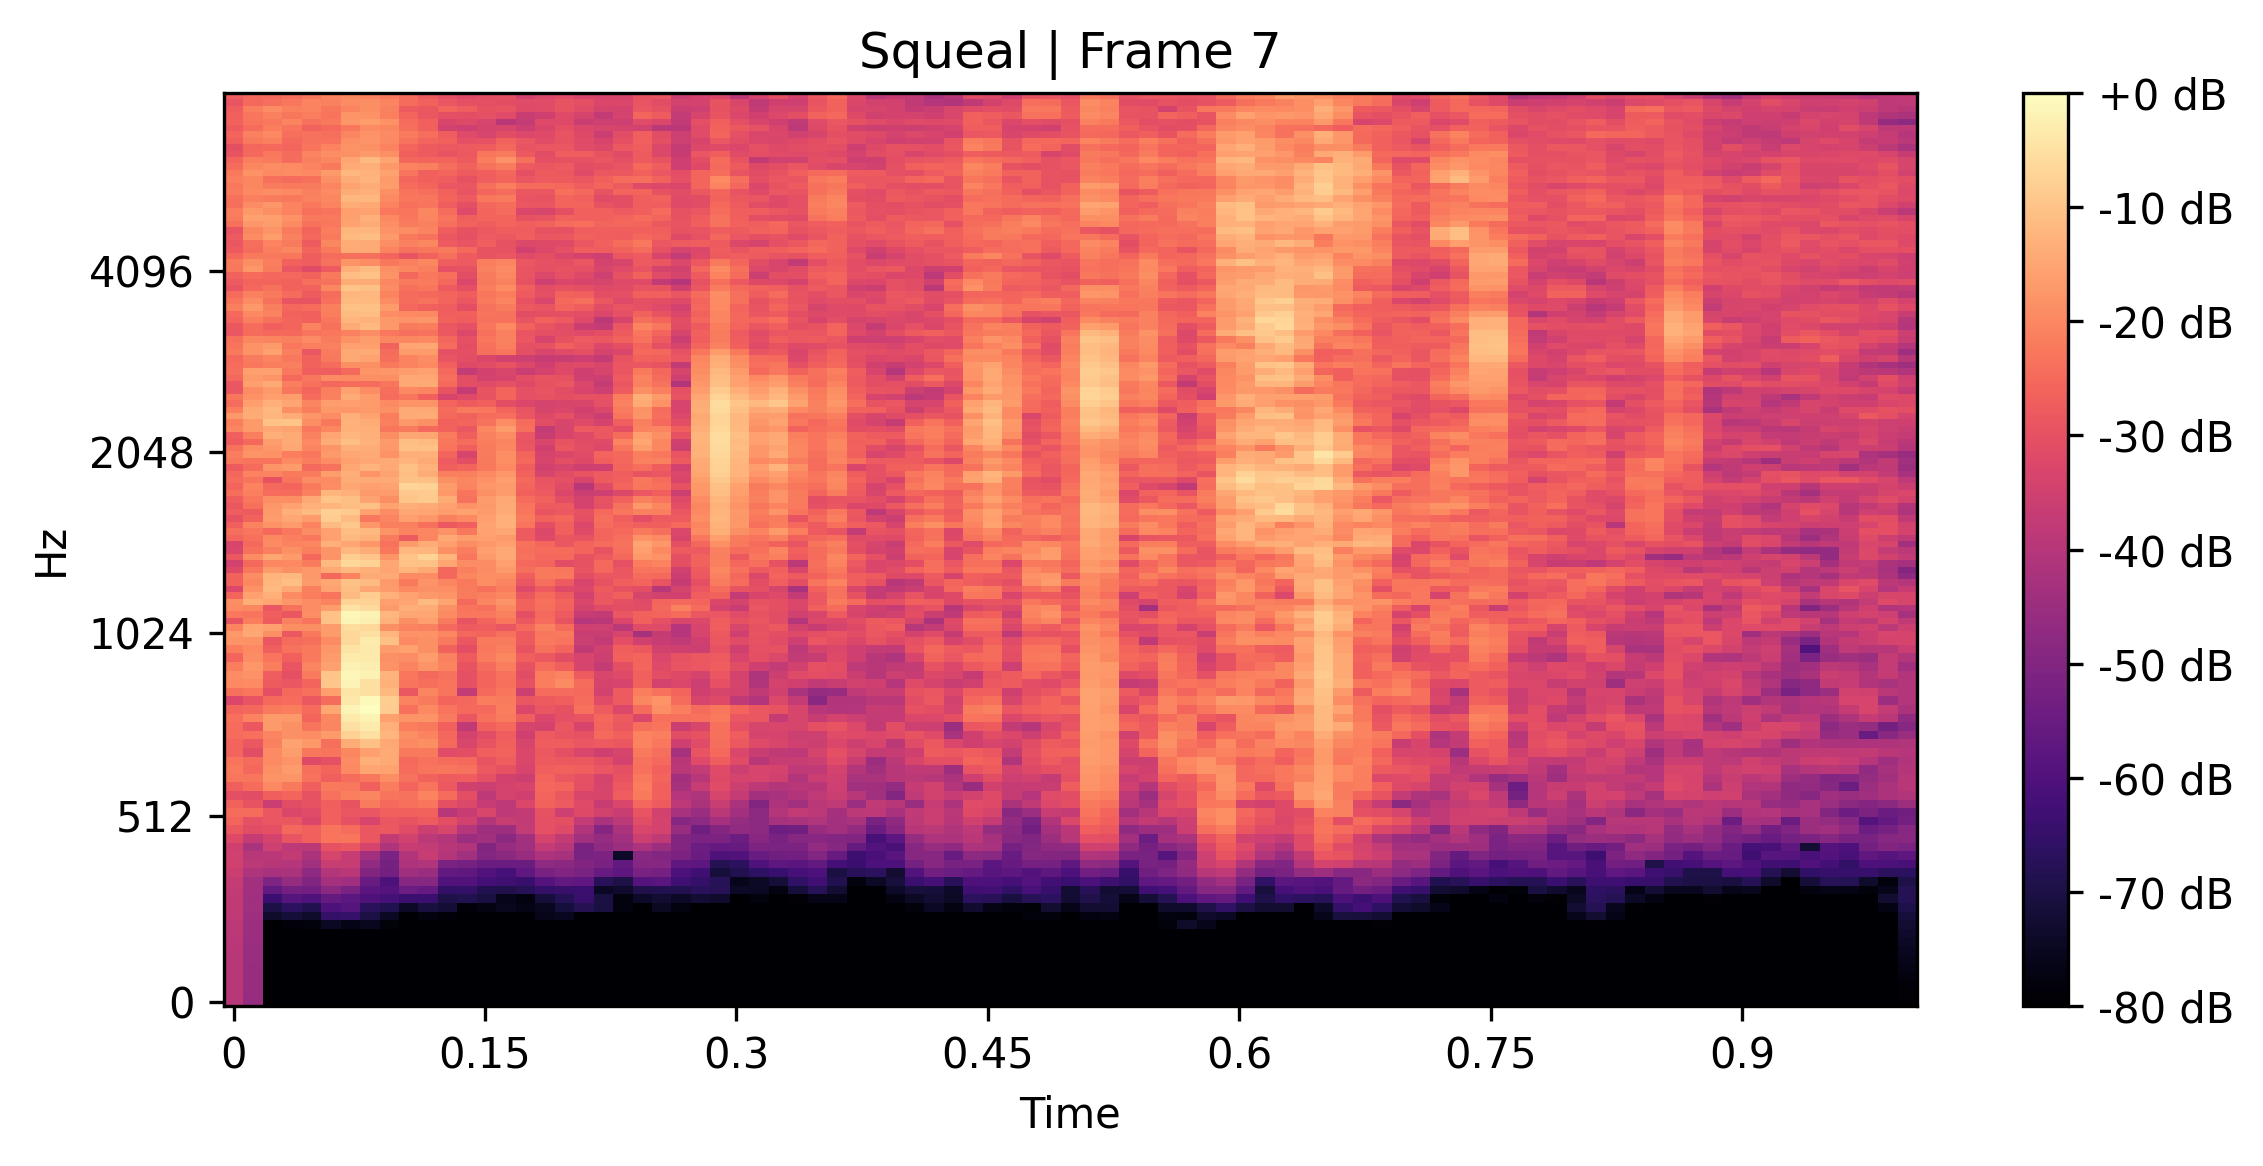 Squeal | Frame 7
Hz
4096
2048
1024
512
0
0 0.15 0.3 0.45 0.6 0.75 0.9
Time
+0 dB
-10 dB
-20 dB
-30 dB
-40 dB
-50 dB
-60 dB
-70 dB
-80 dB